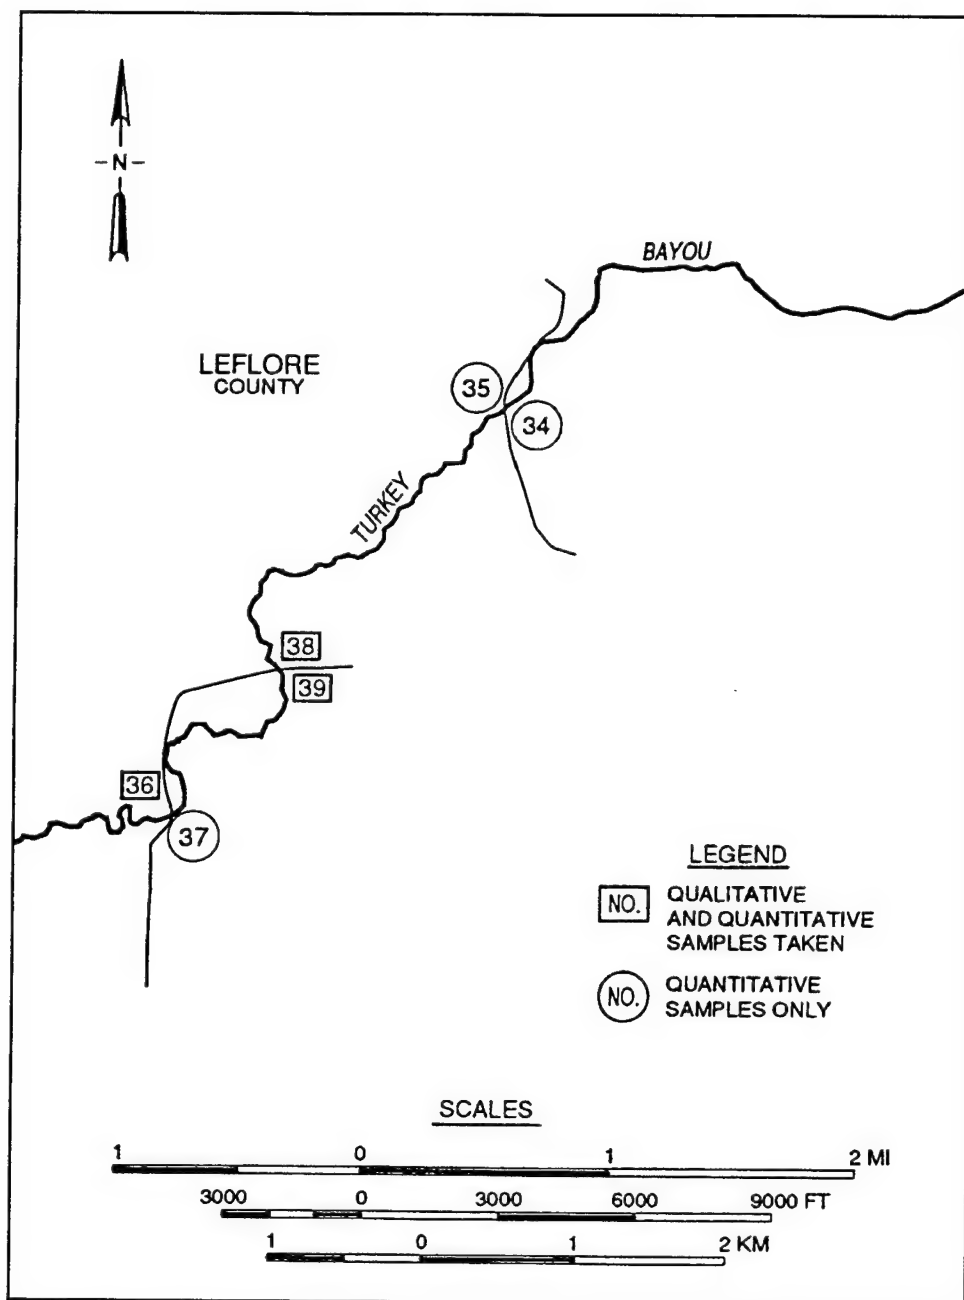 -N-
BAYOU
LEFLORE
COUNTY
35
34
TURKEY
38
39
36
37
LEGEND
NO. QUALITATIVE
AND QUANTITATIVE
SAMPLES TAKEN
NO. QUANTITATIVE
SAMPLES ONLY
SCALES
1 0 1 2 MI
3000 0 3000 6000 9000 FT
1 0 1 2 KM